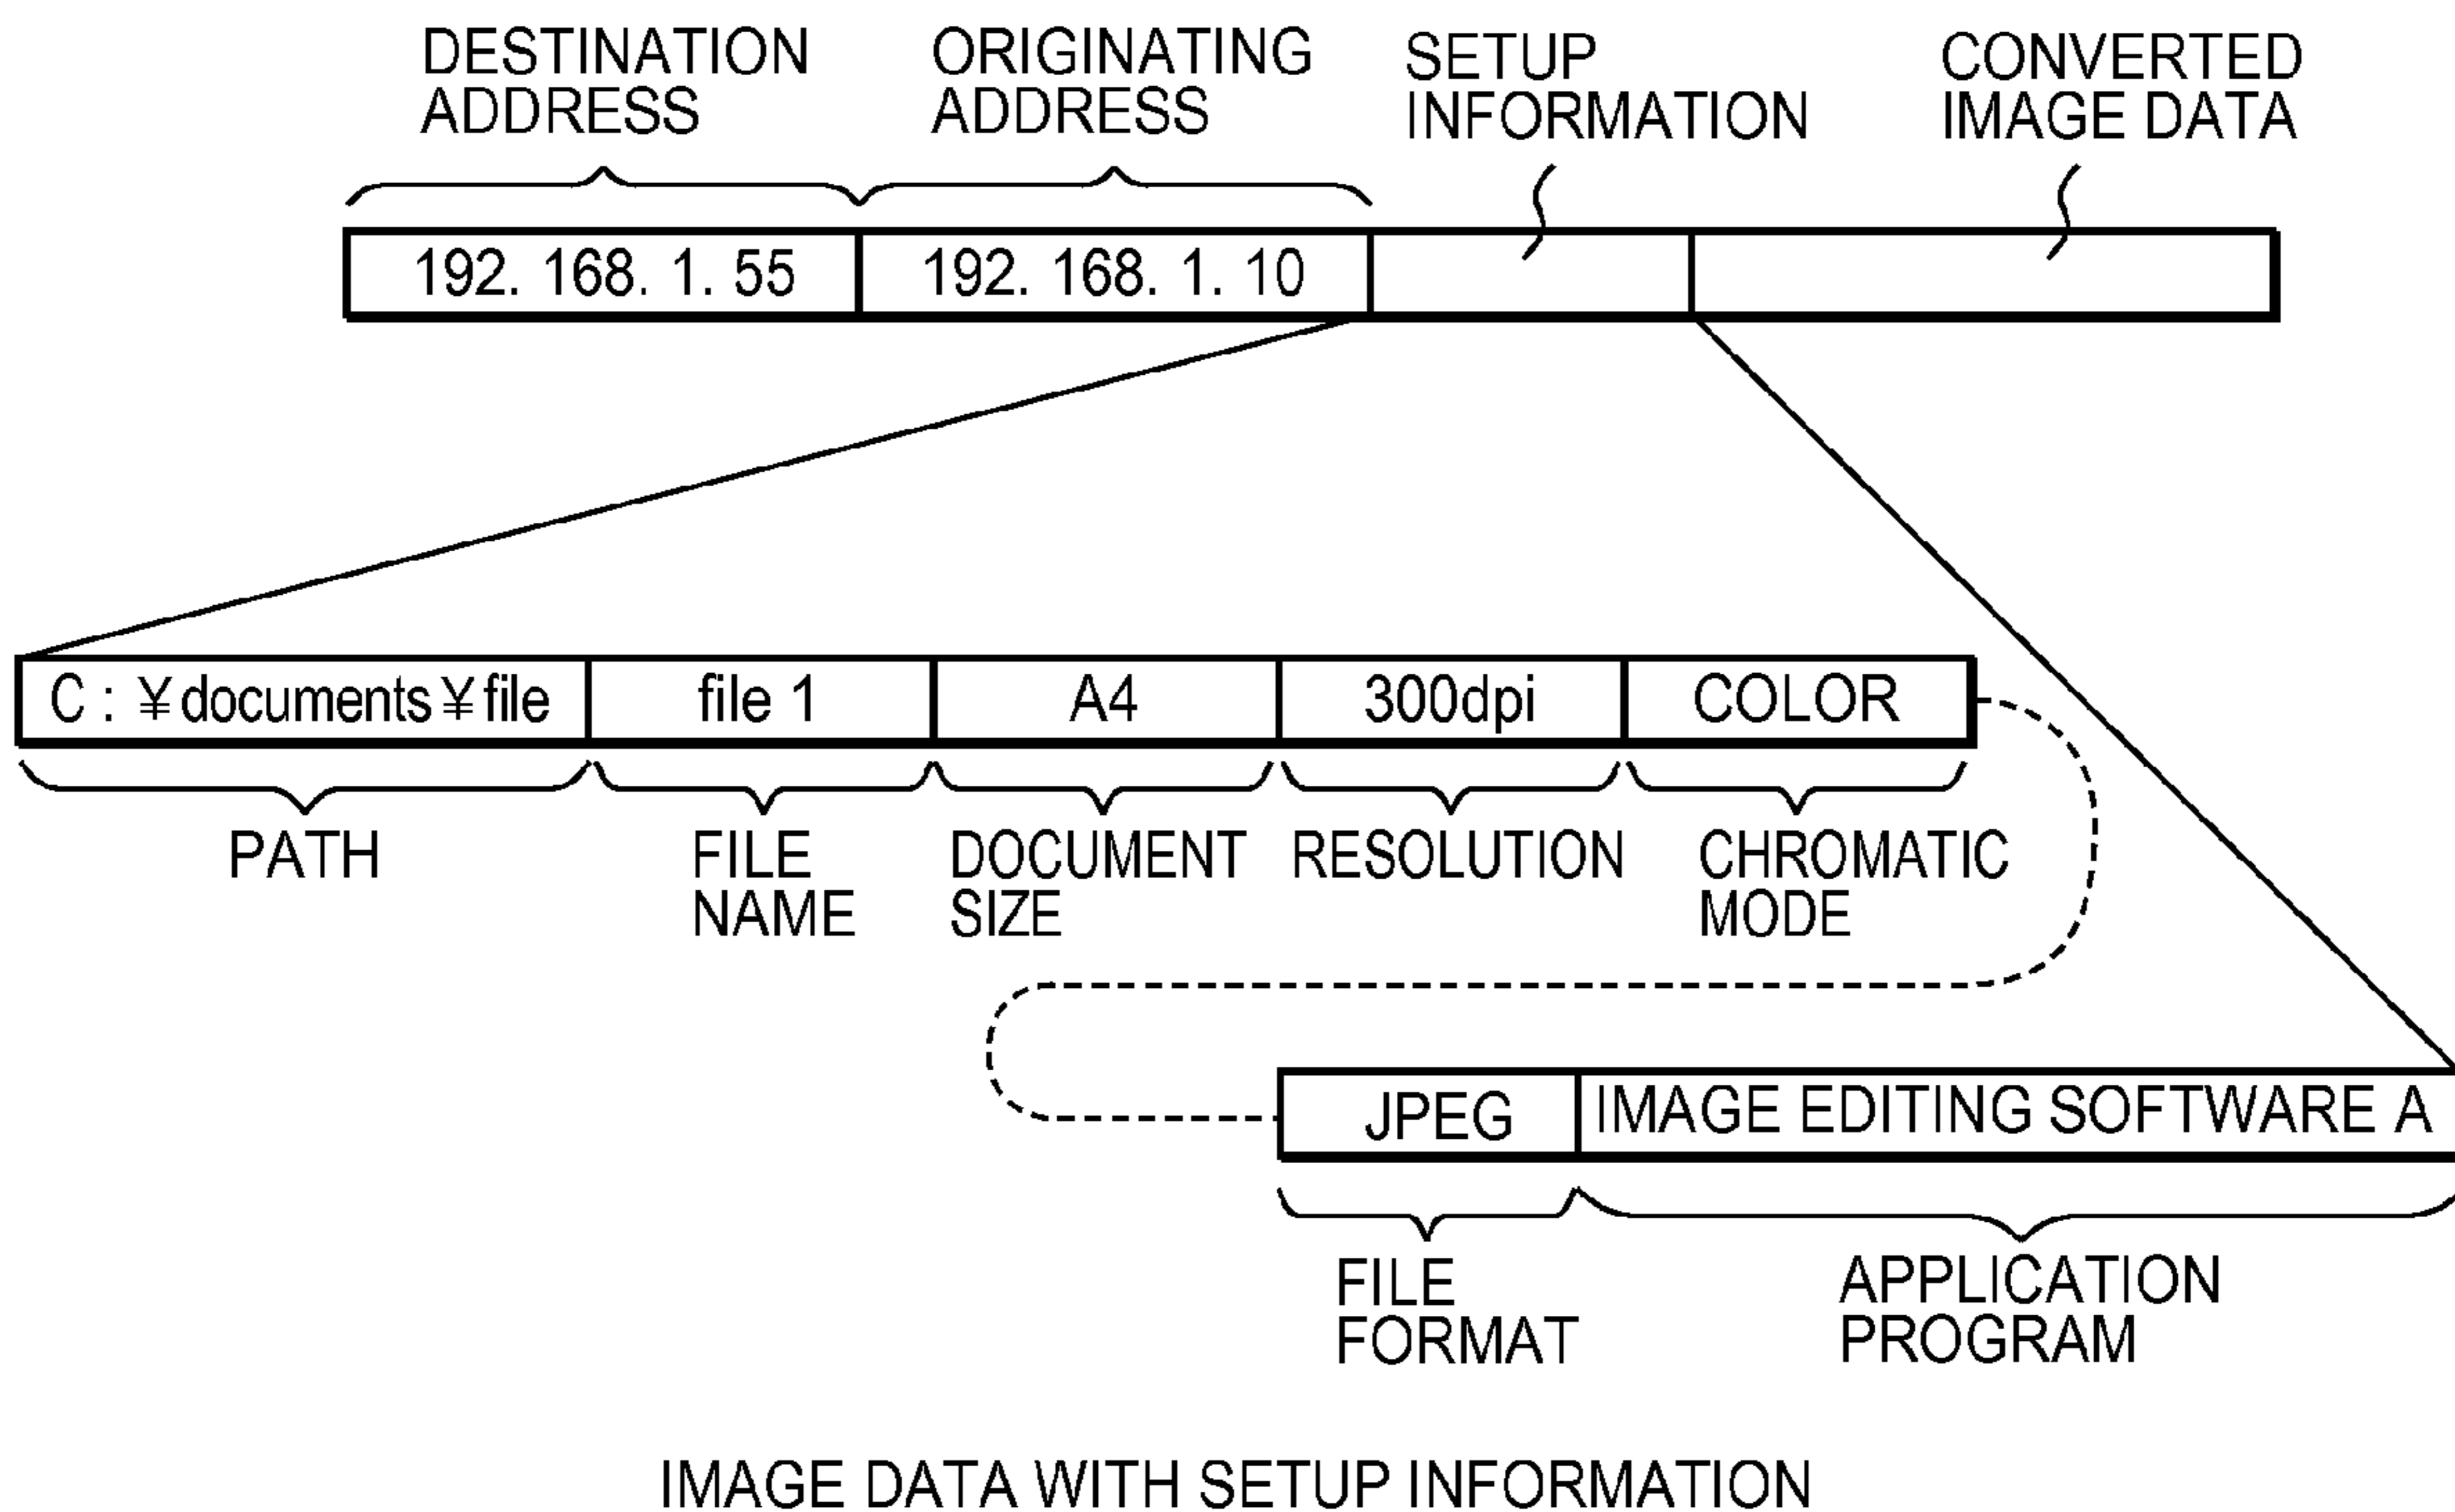 DESTINATION ADDRESS
ORIGINATING ADDRESS
SETUP INFORMATION
CONVERTED IMAGE DATA
192. 168. 1. 55
192. 168. 1. 10
C : ¥documents¥file
file 1
A4
300dpi
COLOR
PATH
FILE NAME
DOCUMENT SIZE
RESOLUTION
CHROMATIC MODE
JPEG
IMAGE EDITING SOFTWARE A
FILE FORMAT
APPLICATION PROGRAM
IMAGE DATA WITH SETUP INFORMATION